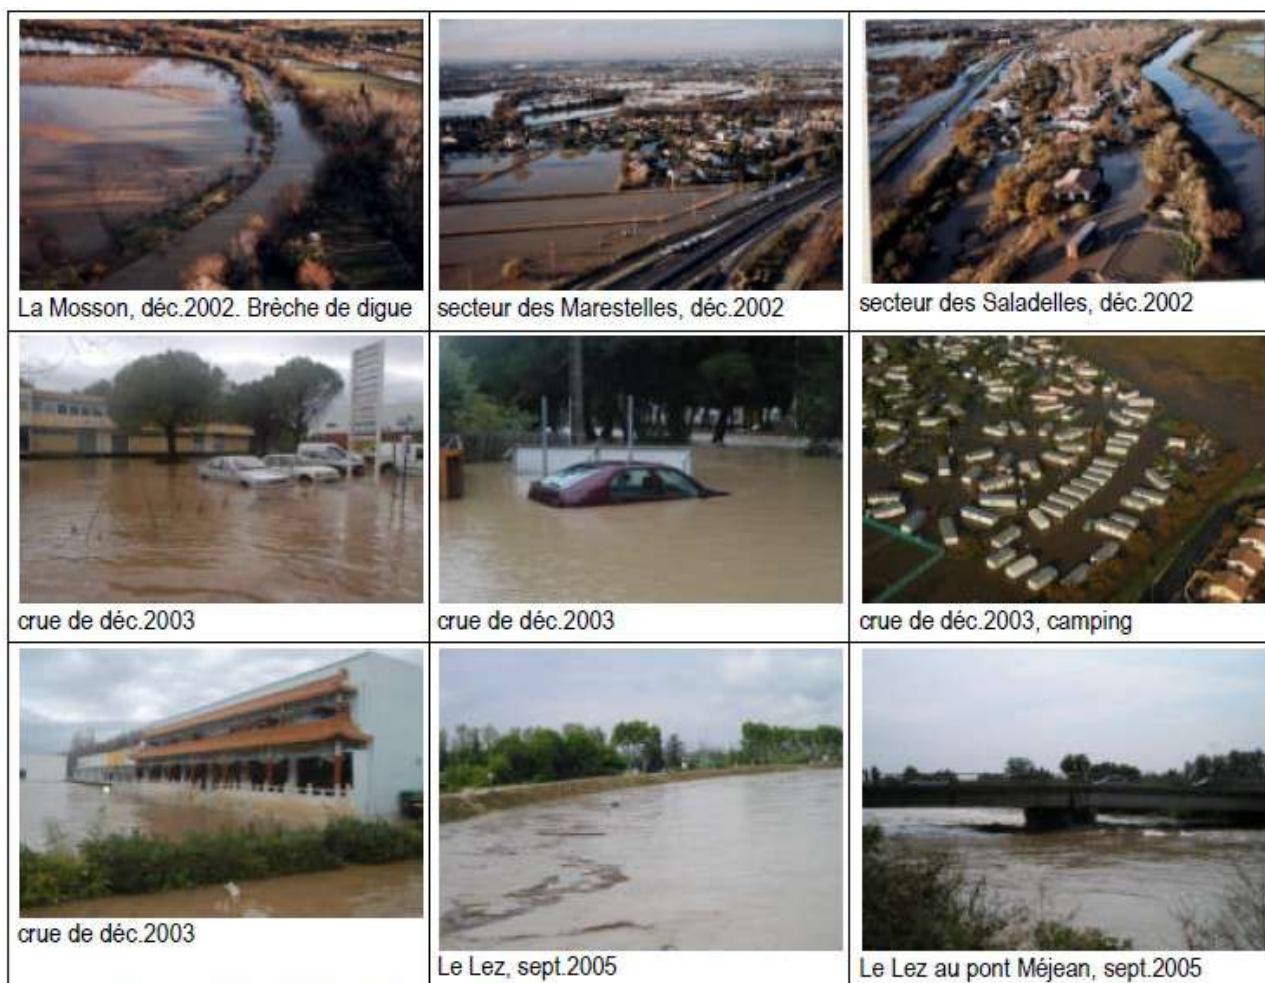 La Mosson, déc.2002. Brèche de digue
secteur des Marestelles, déc.2002
secteur des Saladelles, déc.2002
crue de déc.2003
crue de déc.2003
crue de déc.2003, camping
crue de déc.2003
Le Lez, sept.2005
Le Lez au pont Méjean, sept.2005